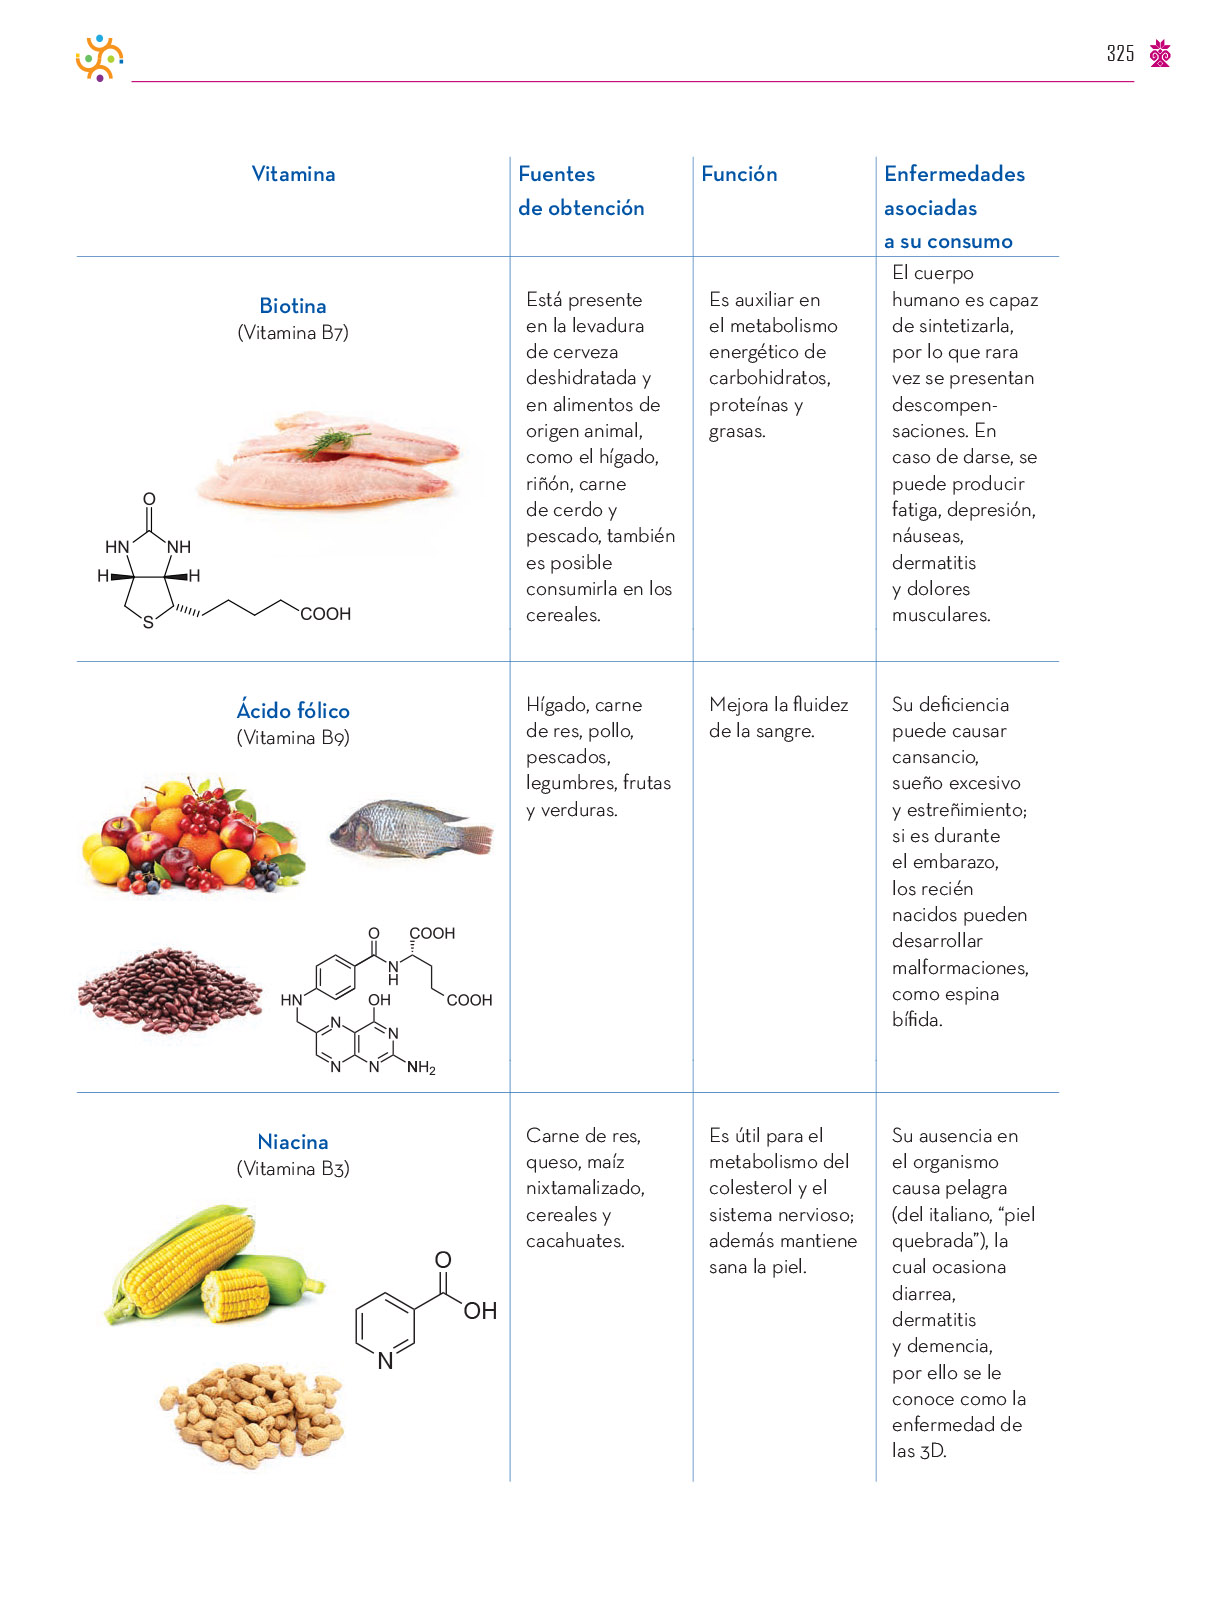 325
Vitamina
Fuentes
de obtención
Función
Enfermedades
asociadas
a su consumo
Biotina
(Vitamina B7)
O
HN
NH
H
H
S
COOH
Está presente
en la levadura
de cerveza
deshidratada y
en alimentos de
origen animal,
como el hígado,
riñón, carne
de cerdo y
pescado, también
es posible
consumirla en los
cereales.
Es auxiliar en
el metabolismo
energético de
carbohidratos,
proteínas y
grasas.
El cuerpo
humano es capaz
de sintetizarla,
por lo que rara
vez se presentan
descompen-
saciones. En
caso de darse, se
puede producir
fatiga, depresión,
náuseas,
dermatitis
y dolores
musculares.
Ácido fólico
(Vitamina B9)
O
COOH
N
H
COOH
HN
OH
N
N
N
N
NH2
Hígado, carne
de res, pollo,
pescados,
legumbres, frutas
y verduras.
Mejora la fluidez
de la sangre.
Su deficiencia
puede causar
cansancio,
sueño excesivo
y estreñimiento;
si es durante
el embarazo,
los recién
nacidos pueden
desarrollar
malformaciones,
como espina
bífida.
Niacina
(Vitamina B3)
O
OH
N
Carne de res,
queso, maíz
nixtamalizado,
cereales y
cacahuates.
Es útil para el
metabolismo del
colesterol y el
sistema nervioso;
además mantiene
sana la piel.
Su ausencia en
el organismo
causa pelagra
(del italiano, “piel
quebrada”), la
cual ocasiona
diarrea,
dermatitis
y demencia,
por ello se le
conoce como la
enfermedad de
las 3D.